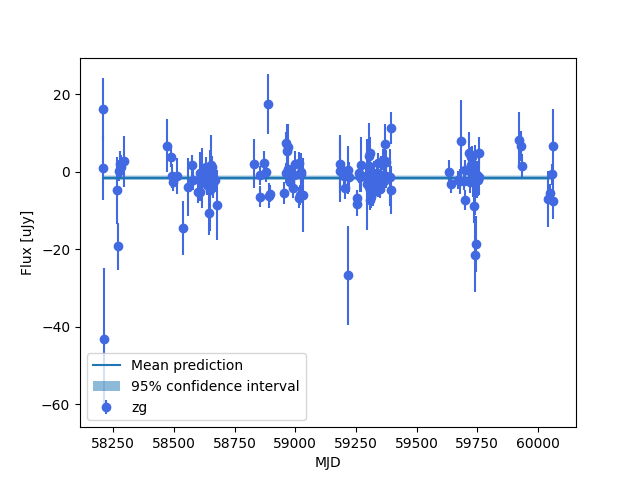 20
0
−20
−40
−60
Flux [uJy]
Mean prediction
95% confidence interval
zg
58250 58500 58750 59000 59250 59500 59750 60000
MJD